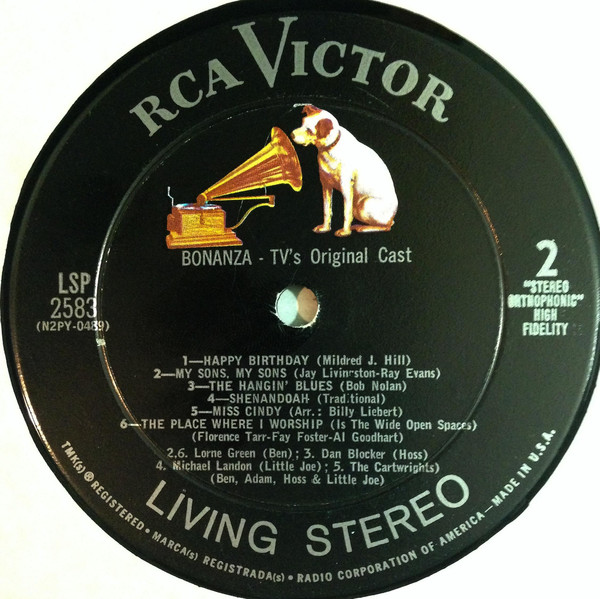 RCA VICTOR
BONANZA - TV's Original Cast
LSP
2583
(N2PY-0489)
2
"STEREO
ORTHOPHONIC"
HIGH
FIDELITY
1—HAPPY BIRTHDAY (Mildred J. Hill)
2—MY SONS, MY SONS (Jay Livingston-Ray Evans)
3—THE HANGIN' BLUES (Bob Nolan)
4—SHENANDOAH (Traditional)
5—MISS CINDY (Arr.: Billy Liebert)
6—THE PLACE WHERE I WORSHIP (Is The Wide Open Spaces)
(Florence Tarr-Fay Foster-Al Goodhart)
2,6. Lorne Green (Ben); 3. Dan Blocker (Hoss)
4. Michael Landon (Little Joe); 5. The Cartwrights
(Ben, Adam, Hoss & Little Joe)
LIVING STEREO
TMK(s) ® REGISTERED • MARCA(s) REGISTRADA(s) • RADIO CORPORATION OF AMERICA—MADE IN U.S.A.